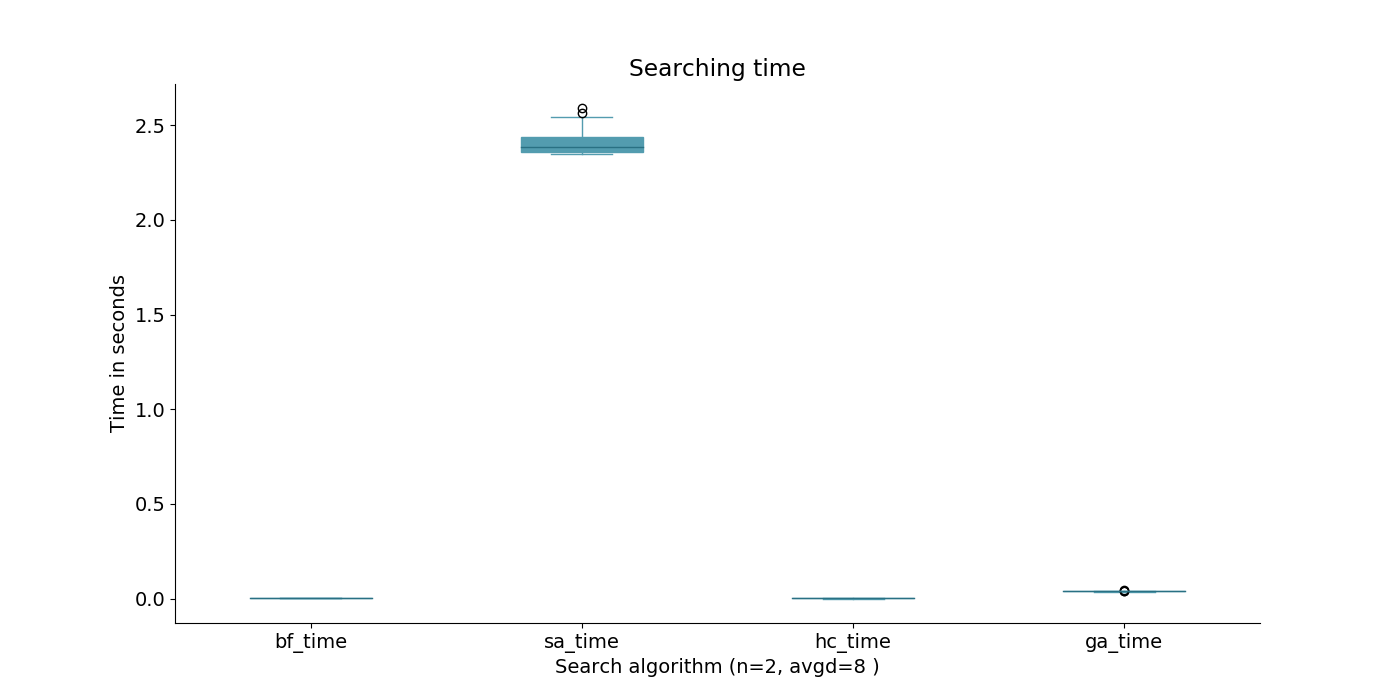 Searching time
2.5
2.0
1.5
1.0
0.5
0.0
Time in seconds
bf_time sa_time hc_time ga_time
Search algorithm (n=2, avgd=8 )